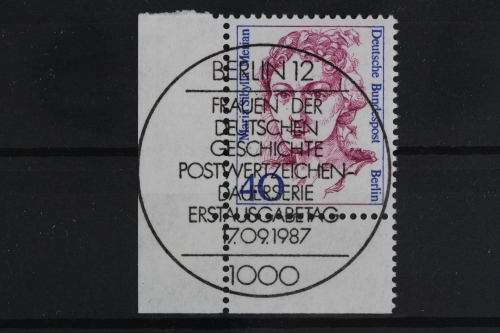 BERLIN 12
FRAUEN DER
DEUTSCHEN
GESCHICHTE
POSTWERTZEICHEN-
DAUERSERIE
ERSTAUSGABETAG
17.09.1987
1000
Maria Sibylla Merian
Deutsche Bundespost Berlin
40